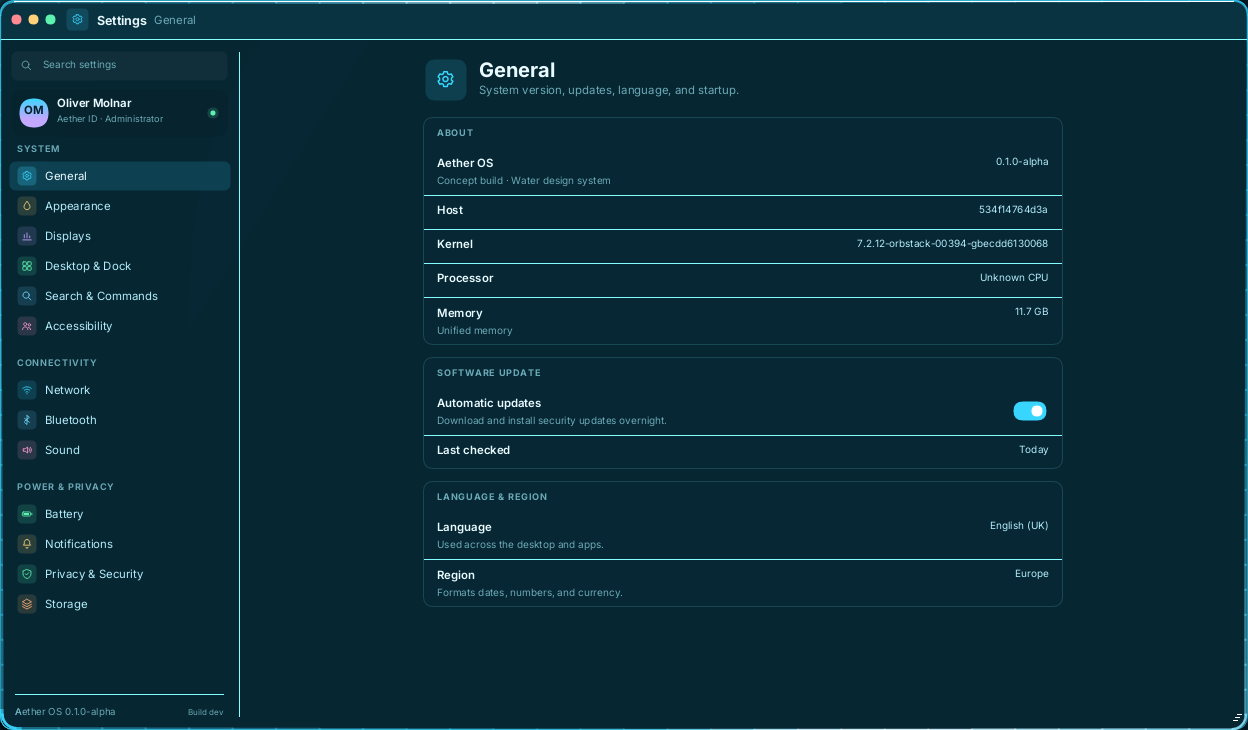 Settings General
Search settings
OM
Oliver Molnar
Aether ID · Administrator
SYSTEM
General
Appearance
Displays
Desktop & Dock
Search & Commands
Accessibility
CONNECTIVITY
Network
Bluetooth
Sound
POWER & PRIVACY
Battery
Notifications
Privacy & Security
Storage
Aether OS 0.1.0-alpha
Build dev
General
System version, updates, language, and startup.
ABOUT
Aether OS
0.1.0-alpha
Concept build · Water design system
Host
534f14764d3a
Kernel
7.2.12-orbstack-00394-gbecdd6130068
Processor
Unknown CPU
Memory
11.7 GB
Unified memory
SOFTWARE UPDATE
Automatic updates
Download and install security updates overnight.
Last checked
Today
LANGUAGE & REGION
Language
English (UK)
Used across the desktop and apps.
Region
Europe
Formats dates, numbers, and currency.